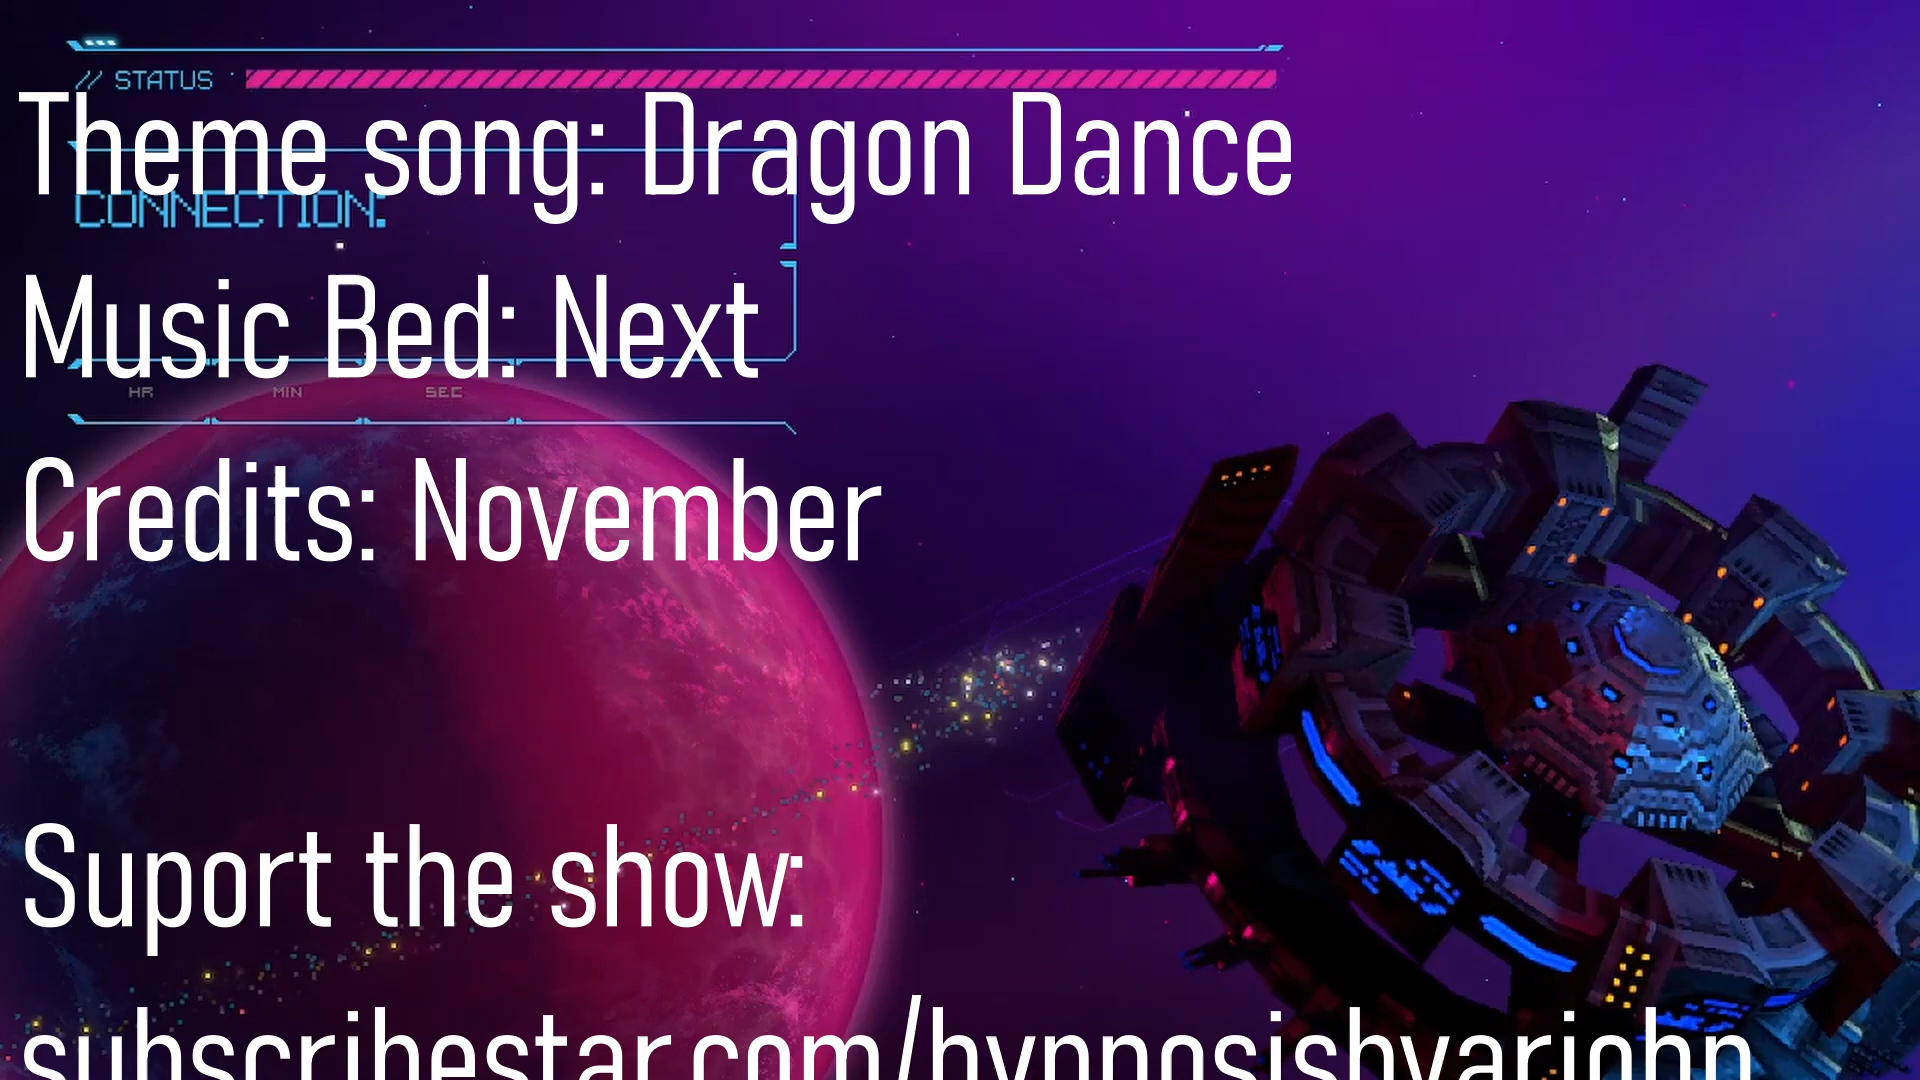 // STATUS
Theme song: Dragon Dance
CONNECTION:
Music Bed: Next
HR MIN SEC
Credits: November
Suport the show:
subscribestar.com/hypnosisbyariohn